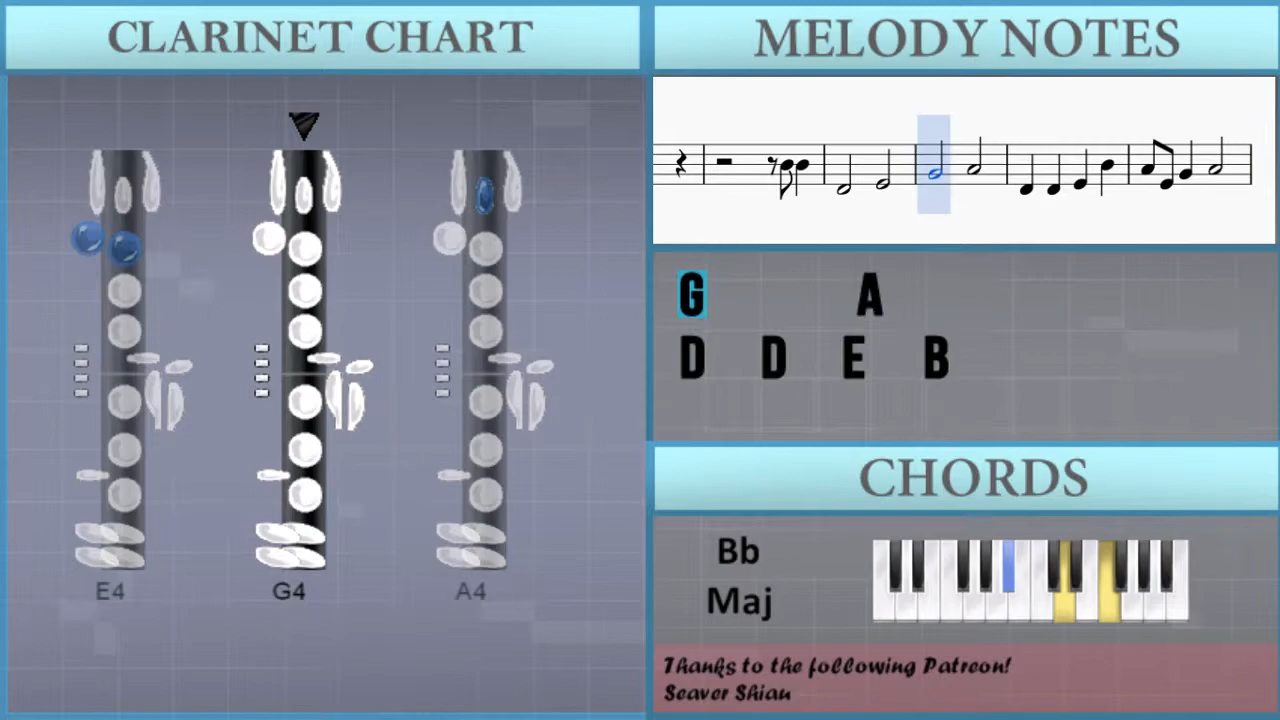 CLARINET CHART
E4 G4 A4
MELODY NOTES
G A
D D E B
CHORDS
Bb
Maj
Thanks to the following Patreon!
Seaver Shiau